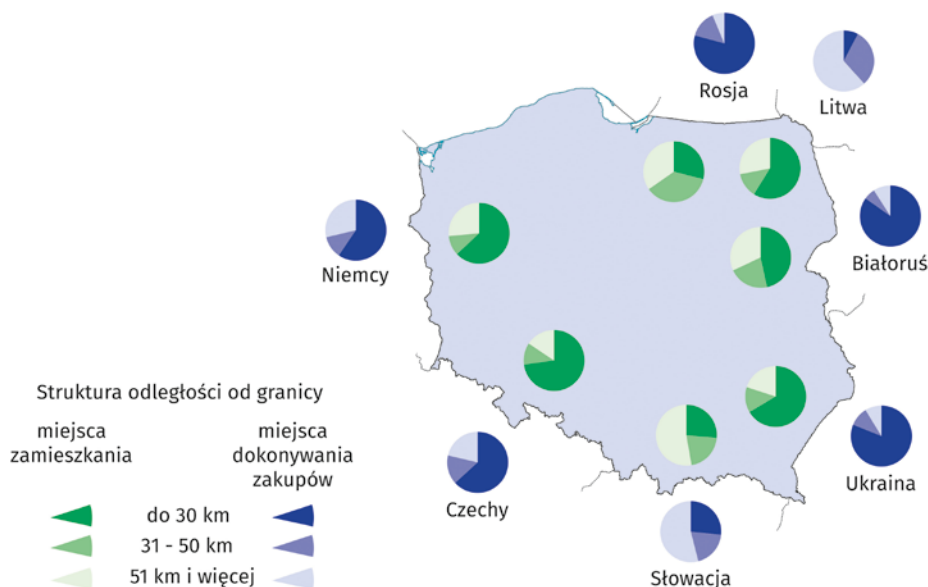 Rosja
Litwa
Niemcy
Białoruś
Struktura odległości od granicy
miejsca
zamieszkania
miejsca
dokonywania
zakupów
do 30 km
31 - 50 km
51 km i więcej
Czechy
Ukraina
Słowacja